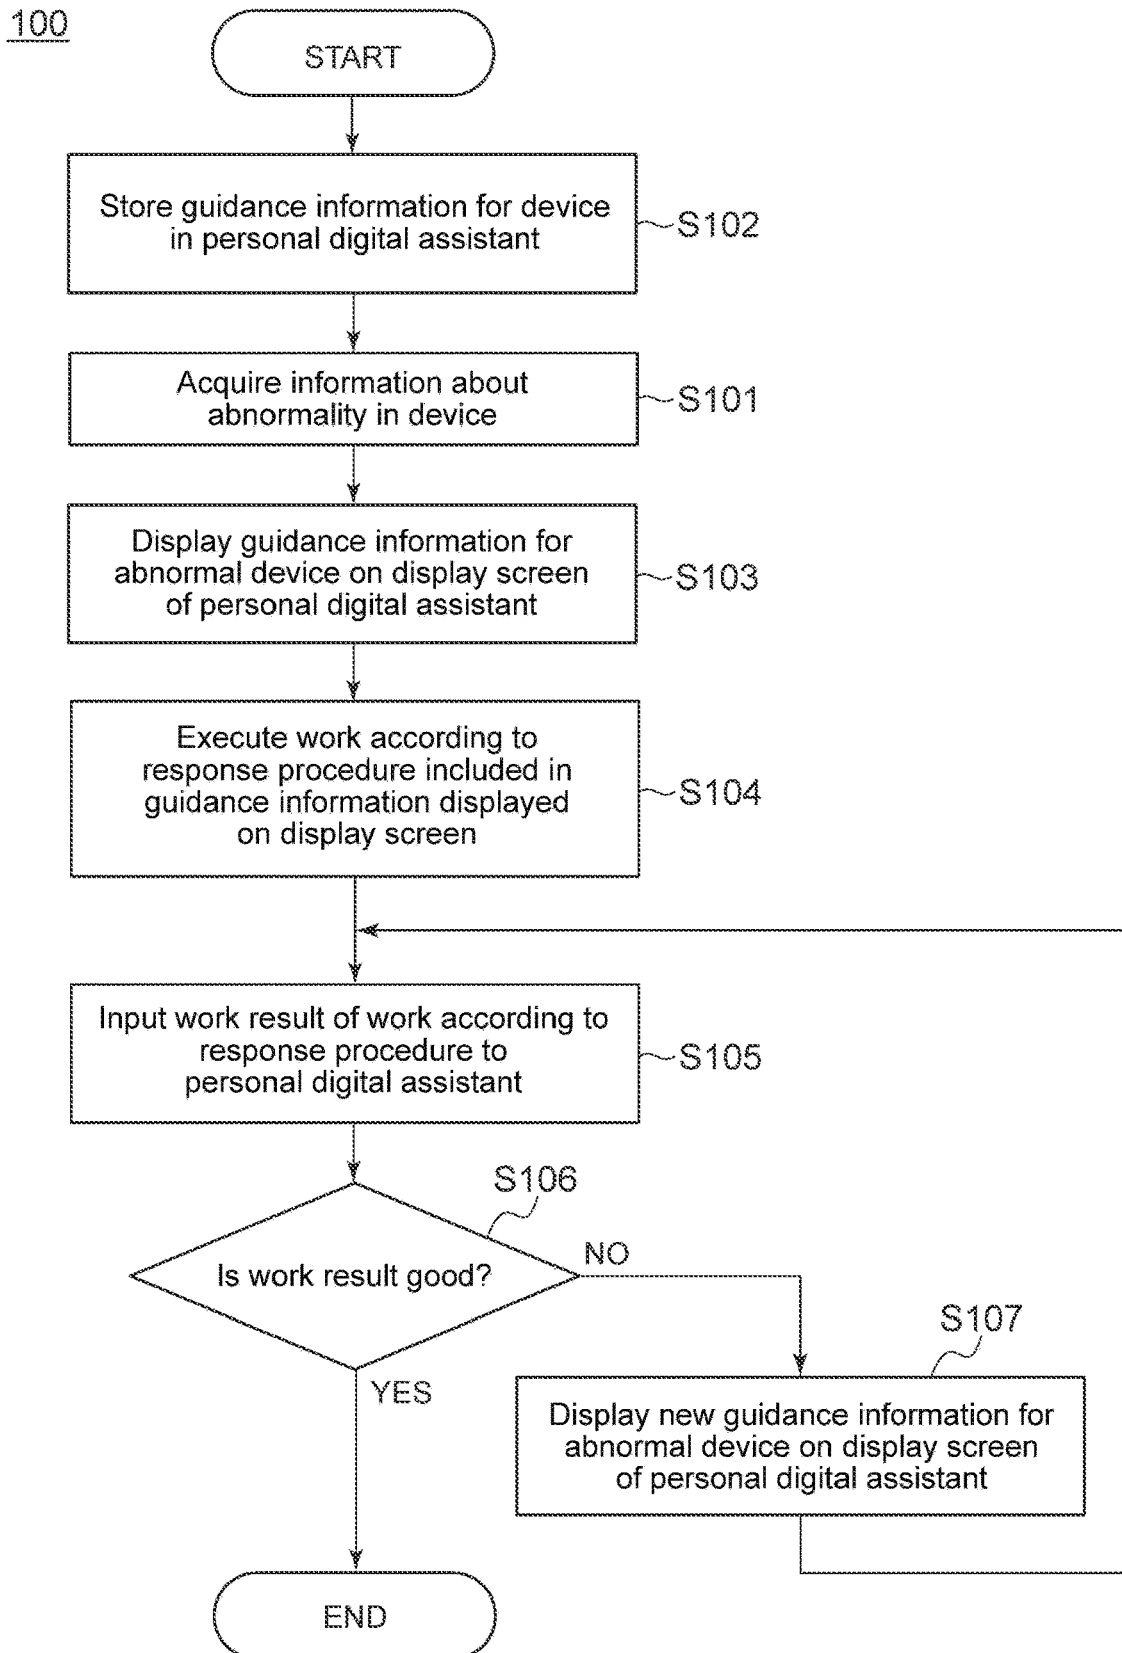 100
START
Store guidance information for device
in personal digital assistant
S102
Acquire information about
abnormality in device
S101
Display guidance information for
abnormal device on display screen
of personal digital assistant
S103
Execute work according to
response procedure included in
guidance information displayed
on display screen
S104
Input work result of work according to
response procedure to
personal digital assistant
S105
S106
Is work result good?
NO
YES
S107
Display new guidance information for
abnormal device on display screen
of personal digital assistant
END